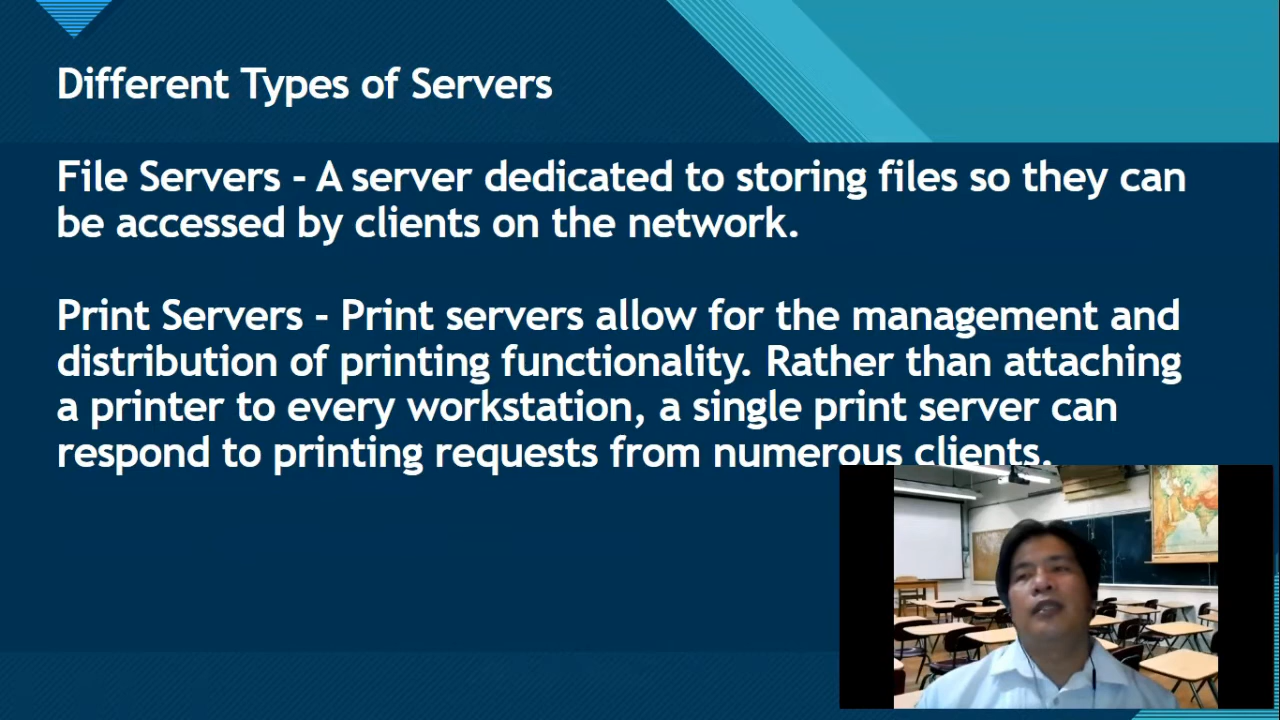 Different Types of Servers
File Servers - A server dedicated to storing files so they can
be accessed by clients on the network.
Print Servers - Print servers allow for the management and
distribution of printing functionality. Rather than attaching
a printer to every workstation, a single print server can
respond to printing requests from numerous clients.